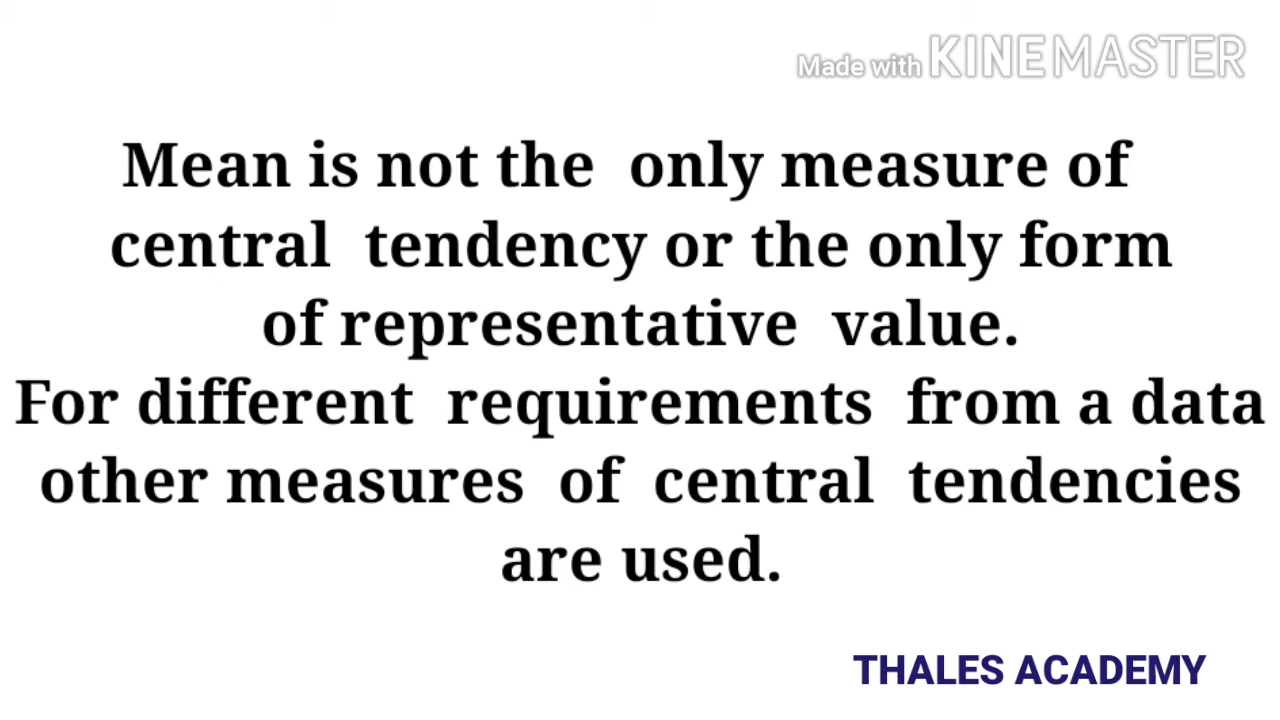 Made with KINEMASTER
Mean is not the only measure of
central tendency or the only form
of representative value.
For different requirements from a data
other measures of central tendencies
are used.
THALES ACADEMY